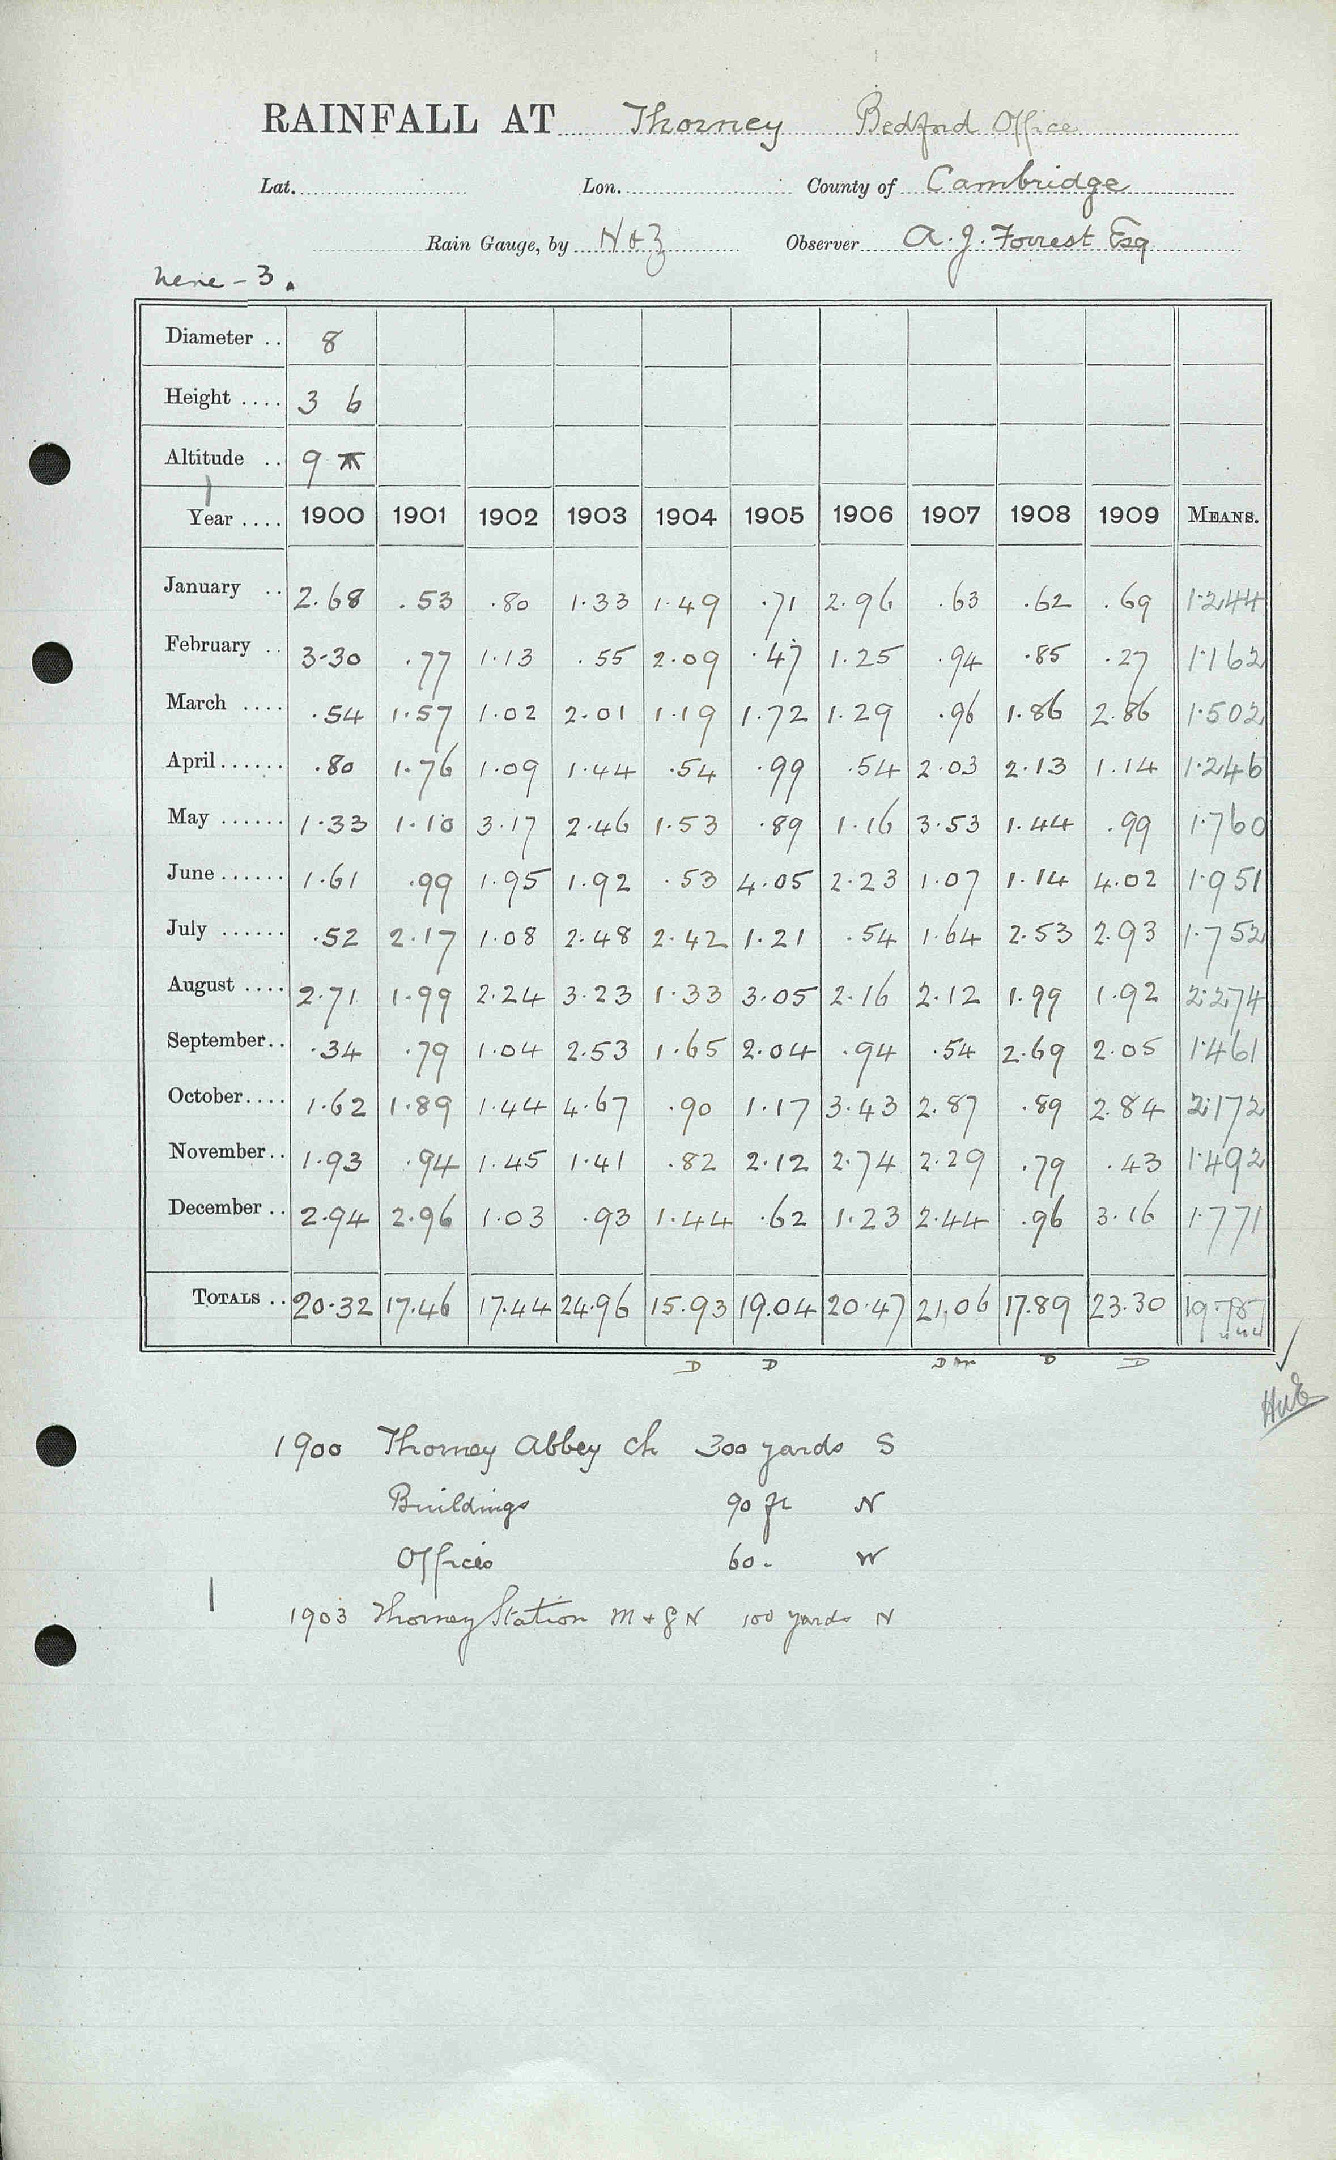 RAINFALL AT Thorney Bedford Office
Lat. Lon. County of Cambridge
Rain Gauge, by N & Z Observer A. J. Forrest Esq
Nene - 3.
Diameter .. 8
Height .... 3 6
Altitude .. 9
Year .... 1900 1901 1902 1903 1904 1905 1906 1907 1908 1909 MEANS.
January .. 2.68 .53 .80 1.33 1.49 .71 2.96 .63 .62 .69 1.244
February .. 3.30 .77 1.13 .55 2.09 .47 1.25 .94 .85 .27 1.162
March .... .54 1.57 1.02 2.01 1.19 1.72 1.29 .96 1.86 2.86 1.502
April ...... .80 1.76 1.09 1.44 .54 .99 .54 2.03 2.13 1.14 1.246
May ...... 1.33 1.10 3.17 2.46 1.53 .89 1.16 3.53 1.44 .99 1.760
June ...... 1.61 .99 1.95 1.92 .53 4.05 2.23 1.07 1.14 4.02 1.951
July ...... .52 2.17 1.08 2.48 2.42 1.21 .54 1.64 2.53 2.93 1.752
August .... 2.71 1.99 2.24 3.23 1.33 3.05 2.16 2.12 1.99 1.92 2.274
September.. .34 .79 1.04 2.53 1.65 2.04 .94 .54 2.69 2.05 1.461
October.... 1.62 1.89 1.44 4.67 .90 1.17 3.43 2.87 .89 2.84 2.172
November.. 1.93 .94 1.45 1.41 .82 2.12 2.74 2.29 .79 .43 1.492
December .. 2.94 2.96 1.03 .93 1.44 .62 1.23 2.44 .96 3.16 1.771
TOTALS .. 20.32 17.46 17.44 24.96 15.93 19.04 20.47 21.06 17.89 23.30 19.787
D D D D D
1900 Thorney Abbey Ch 300 yards S
Buildings 90 ft N
Offices 60 - W
1903 Thorney Station M & G N 100 yards N